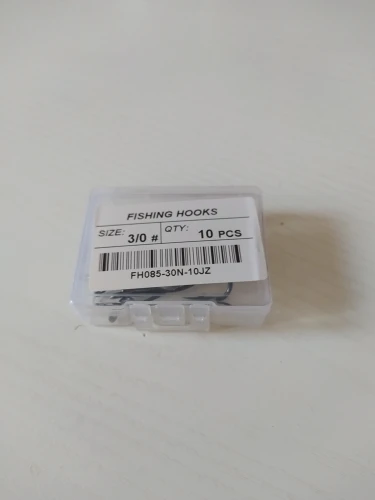 FISHING HOOKS
SIZE: 3/0 # QTY: 10 PCS
FH085-30N-10JZ